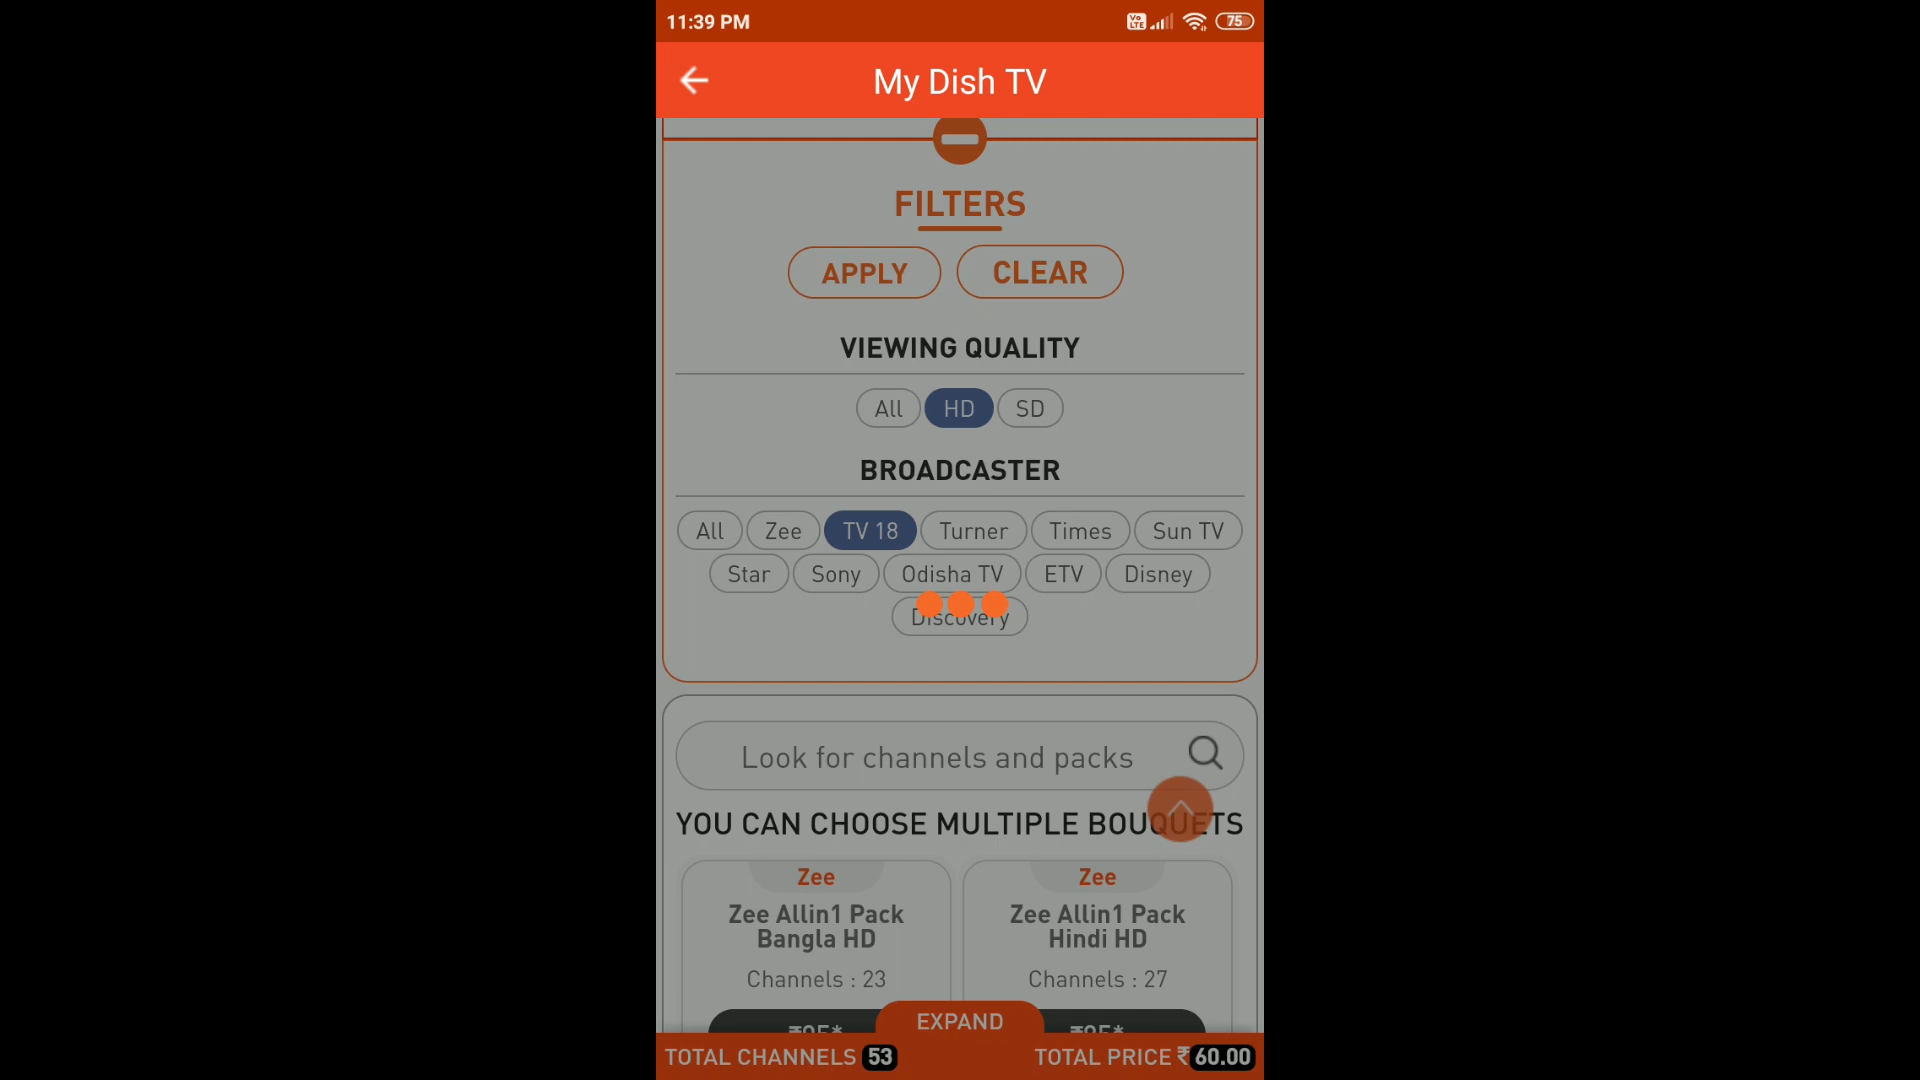 11:39 PM
Vo LTE
75
My Dish TV
FILTERS
APPLY CLEAR
VIEWING QUALITY
All HD SD
BROADCASTER
All Zee TV 18 Turner Times Sun TV
Star Sony Odisha TV ETV Disney
Discovery
Look for channels and packs
YOU CAN CHOOSE MULTIPLE BOUQUETS
Zee Zee
Zee Allin1 Pack Zee Allin1 Pack
Bangla HD Hindi HD
Channels : 23 Channels : 27
EXPAND
TOTAL CHANNELS 53 TOTAL PRICE ₹ 60.00